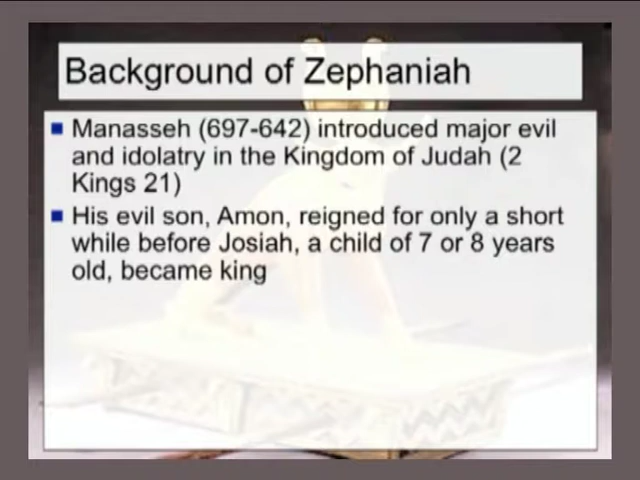 Background of Zephaniah
Manasseh (697-642) introduced major evil
and idolatry in the Kingdom of Judah (2
Kings 21)
His evil son, Amon, reigned for only a short
while before Josiah, a child of 7 or 8 years
old, became king